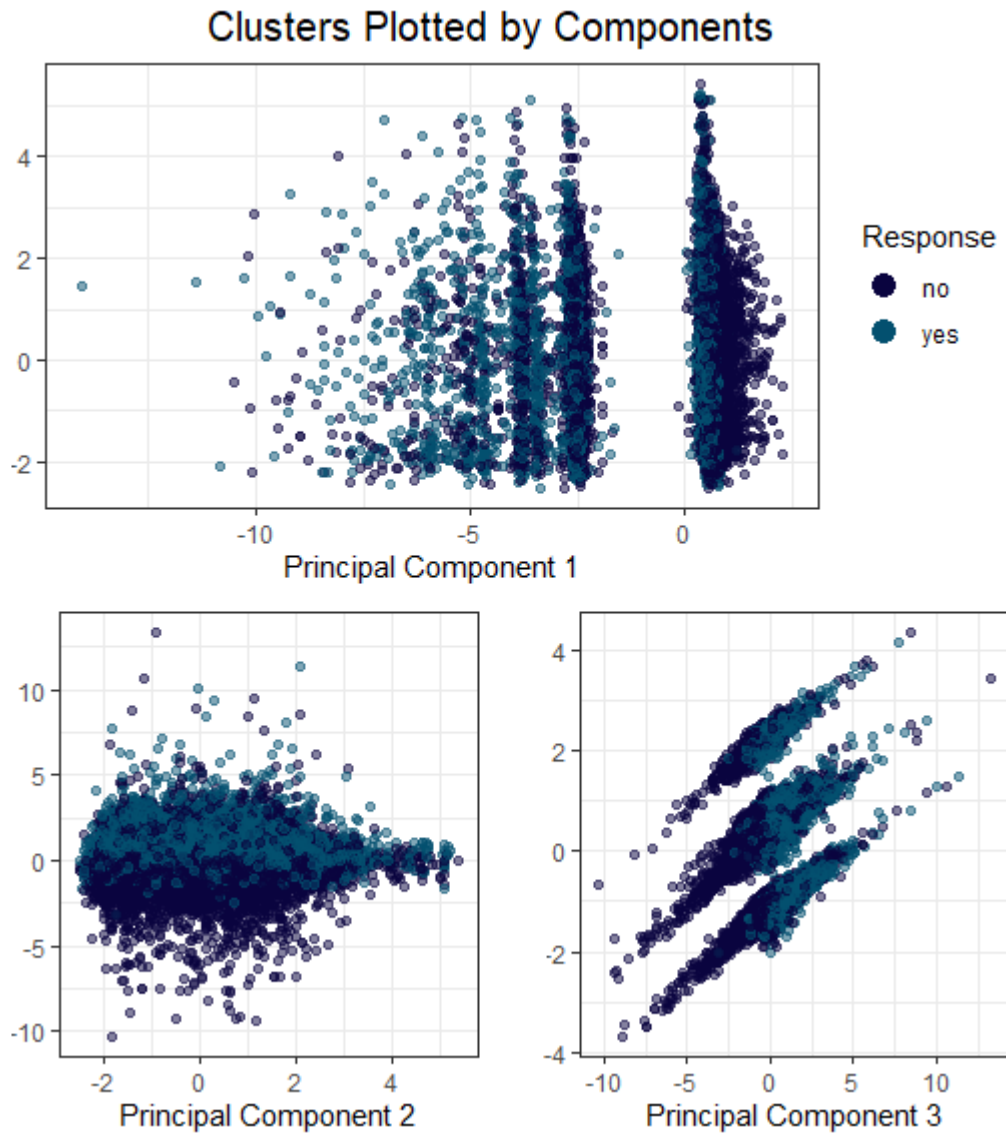 Clusters Plotted by Components
4
2
0
-2
-10 -5 0
Principal Component 1
Response
no
yes
10
5
0
-5
-10
-2 0 2 4
Principal Component 2
4
2
0
-2
-4
-10 -5 0 5 10
Principal Component 3